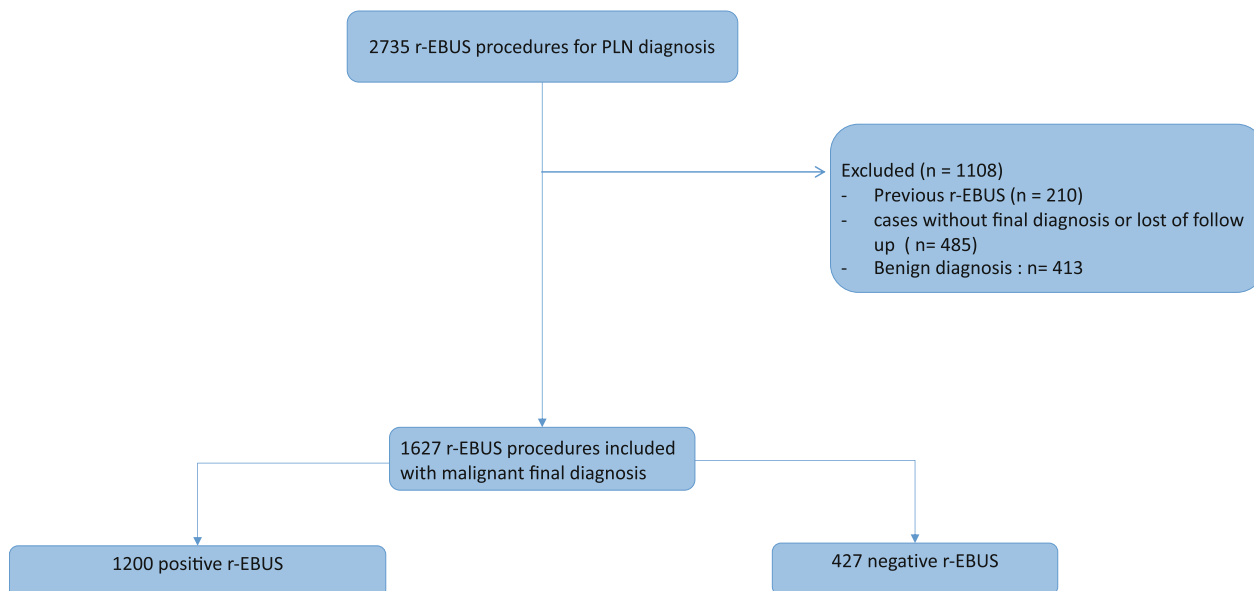 2735 r-EBUS procedures for PLN diagnosis
Excluded (n = 1108)
- Previous r-EBUS (n = 210)
- cases without final diagnosis or lost of follow
up ( n= 485)
- Benign diagnosis : n= 413
1627 r-EBUS procedures included
with malignant final diagnosis
1200 positive r-EBUS
427 negative r-EBUS